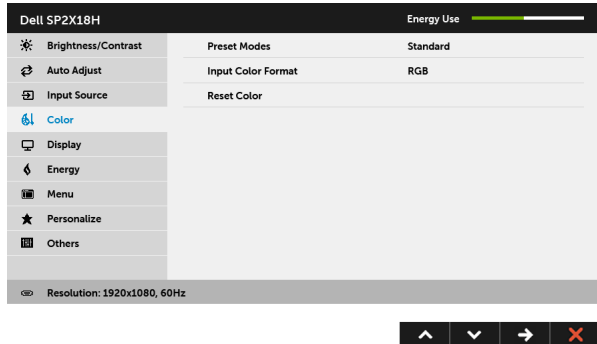 Dell SP2X18H Energy Use
Brightness/Contrast Preset Modes Standard
Auto Adjust Input Color Format RGB
Input Source Reset Color
Color
Display
Energy
Menu
Personalize
Others
Resolution: 1920x1080, 60Hz